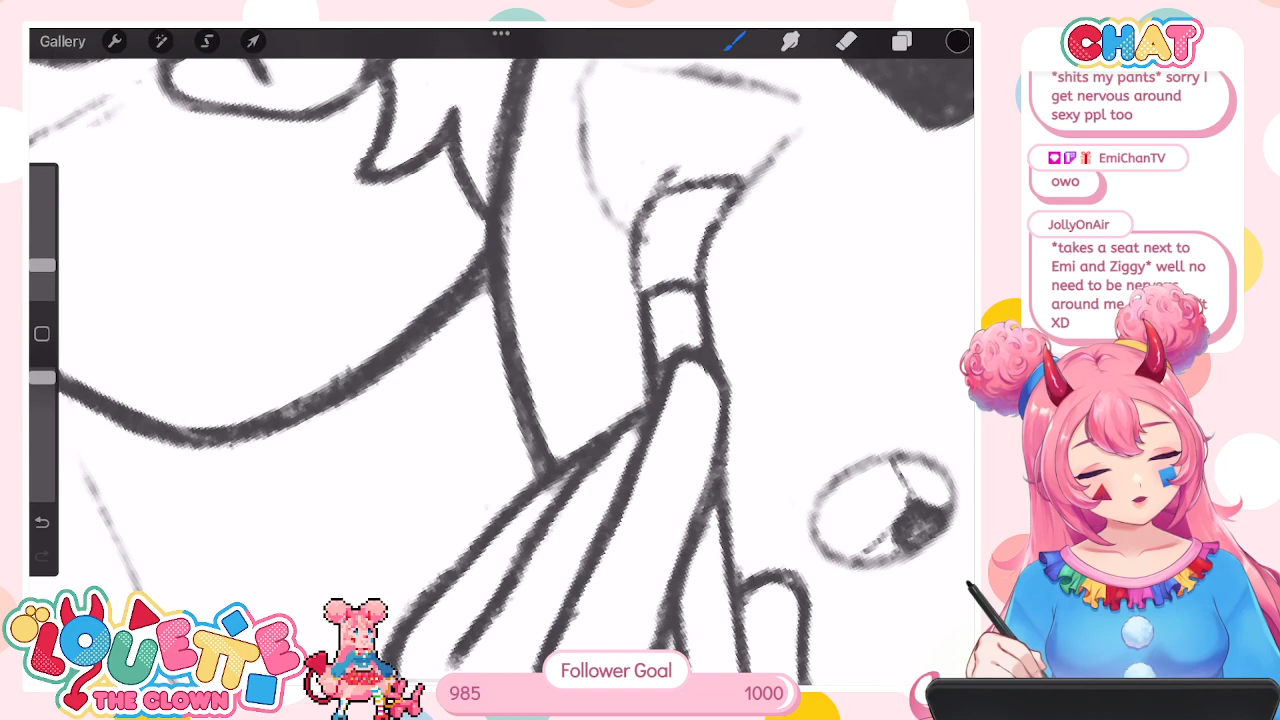 Gallery
CHAT
*shits my pants* sorry I
get nervous around
sexy ppl too
EmiChanTV
owo
JollyOnAir
*takes a seat next to
Emi and Ziggy* well no
need to be
around me
XD
LOUETTE
THE CLOWN
Follower Goal
985
1000